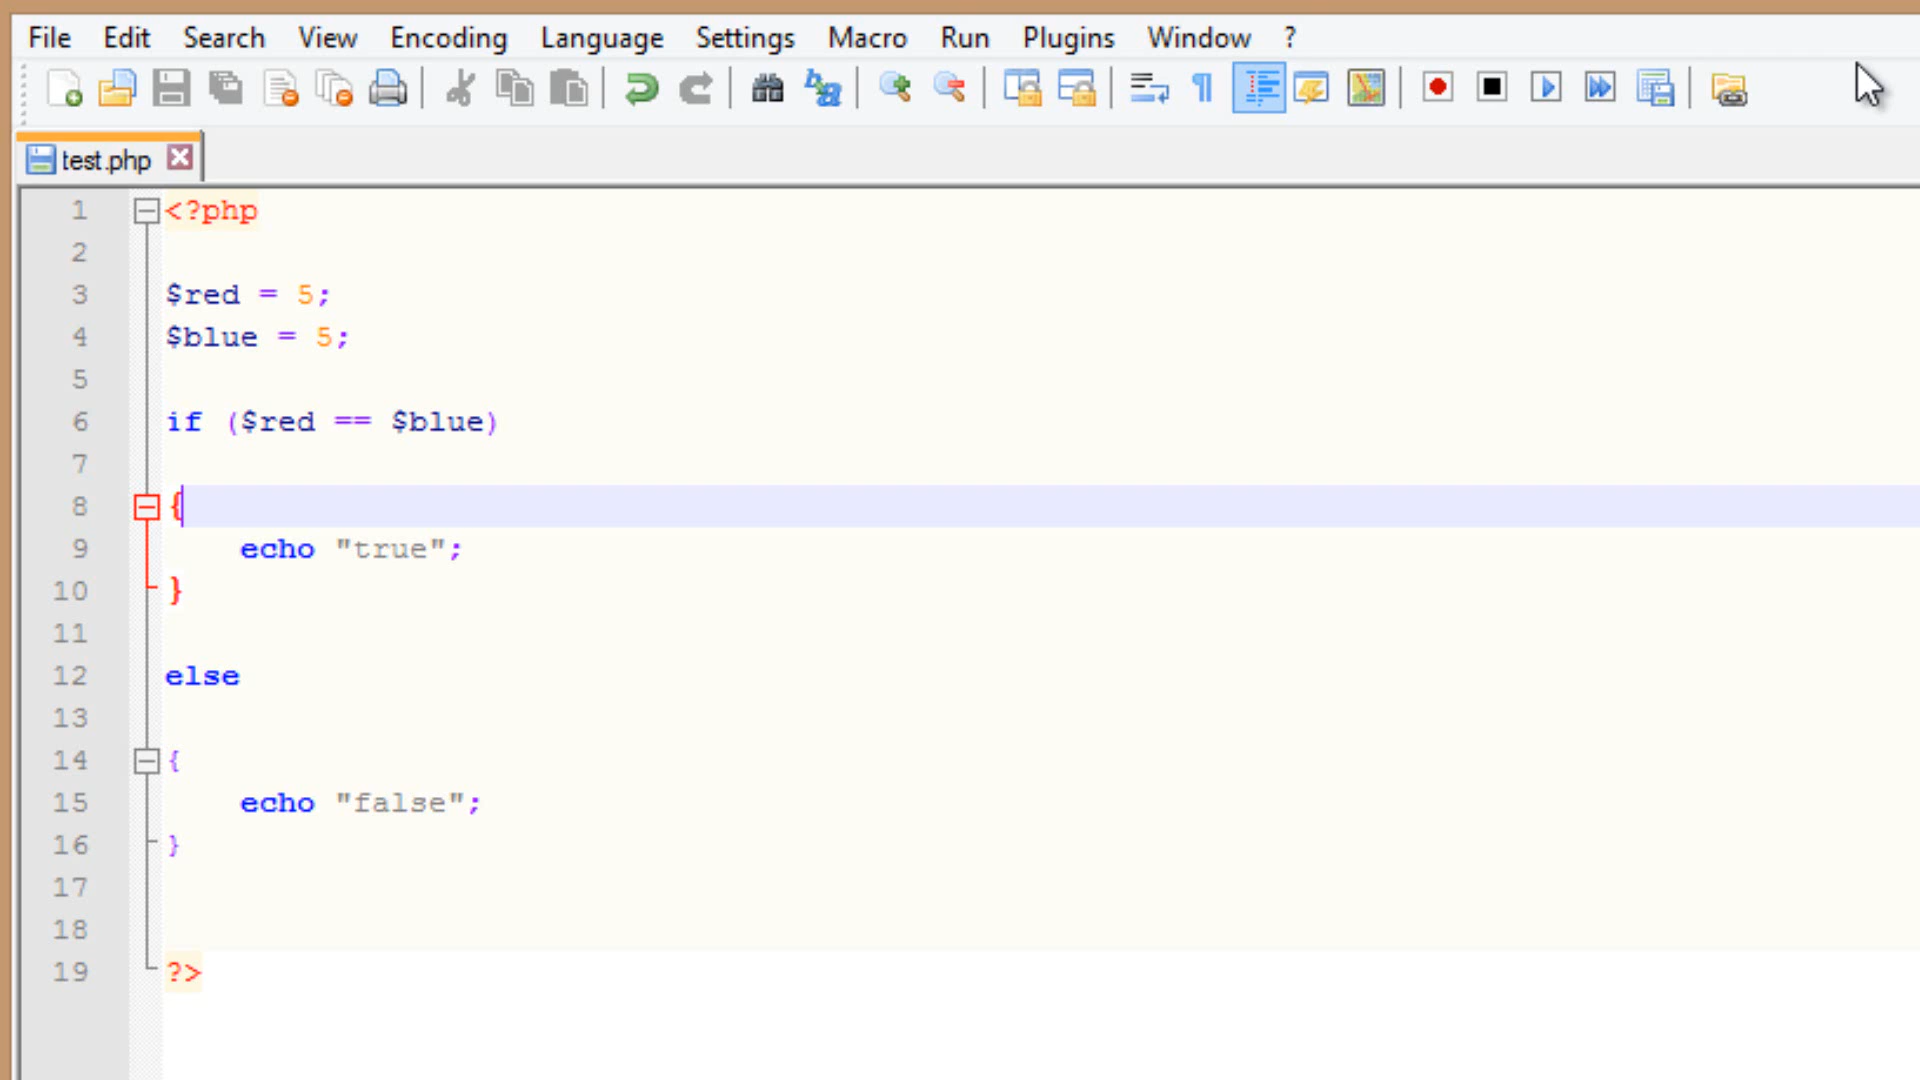 File Edit Search View Encoding Language Settings Macro Run Plugins Window ?
test.php
1 <?php
2
3 $red = 5;
4 $blue = 5;
5
6 if ($red == $blue)
7
8 {
9     echo "true";
10 }
11
12 else
13
14 {
15     echo "false";
16 }
17
18
19 ?>